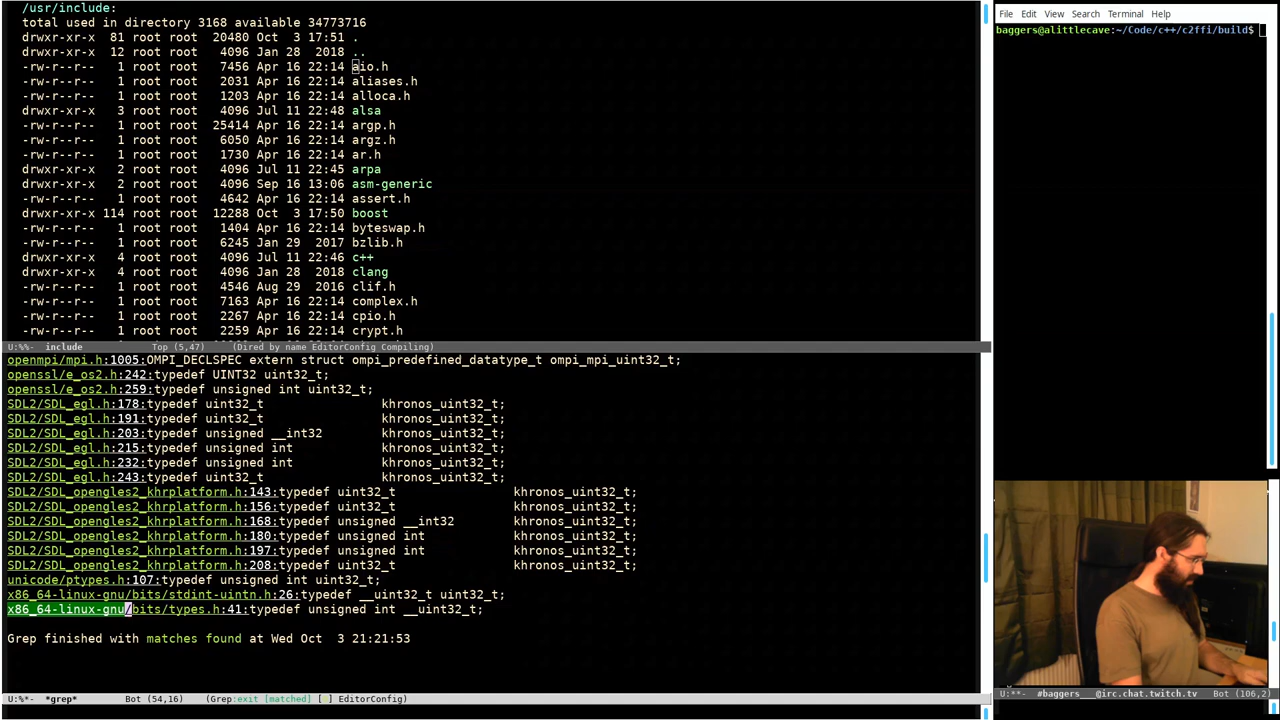 /usr/include:
total used in directory 3168 available 34773716
drwxr-xr-x  81 root root  20480 Oct  3 17:51 .
drwxr-xr-x  12 root root   4096 Jan 28  2018 ..
-rw-r--r--   1 root root   7456 Apr 16 22:14 aio.h
-rw-r--r--   1 root root   2031 Apr 16 22:14 aliases.h
-rw-r--r--   1 root root   1203 Apr 16 22:14 alloca.h
drwxr-xr-x   3 root root   4096 Jul 11 22:48 alsa
-rw-r--r--   1 root root  25414 Apr 16 22:14 argp.h
-rw-r--r--   1 root root   6050 Apr 16 22:14 argz.h
-rw-r--r--   1 root root   1730 Apr 16 22:14 ar.h
drwxr-xr-x   2 root root   4096 Jul 11 22:45 arpa
drwxr-xr-x   2 root root   4096 Sep 16 13:06 asm-generic
-rw-r--r--   1 root root   4642 Apr 16 22:14 assert.h
drwxr-xr-x 114 root root  12288 Oct  3 17:50 boost
-rw-r--r--   1 root root   1404 Apr 16 22:14 byteswap.h
-rw-r--r--   1 root root   6245 Jan 29  2017 bzlib.h
drwxr-xr-x   4 root root   4096 Jul 11 22:46 c++
drwxr-xr-x   4 root root   4096 Jan 28  2018 clang
-rw-r--r--   1 root root   4546 Aug 29  2016 clif.h
-rw-r--r--   1 root root   7163 Apr 16 22:14 complex.h
-rw-r--r--   1 root root   2267 Apr 16 22:14 cpio.h
-rw-r--r--   1 root root   2259 Apr 16 22:14 crypt.h
U:%%-  include         Top (5,47)     (Dired by name EditorConfig Compiling)
openmpi/mpi.h:1005:OMPI_DECLSPEC extern struct ompi_predefined_datatype_t ompi_mpi_uint32_t;
openssl/e_os2.h:242:typedef UINT32 uint32_t;
openssl/e_os2.h:259:typedef unsigned int uint32_t;
SDL2/SDL_egl.h:178:typedef uint32_t                khronos_uint32_t;
SDL2/SDL_egl.h:191:typedef uint32_t                khronos_uint32_t;
SDL2/SDL_egl.h:203:typedef unsigned __int32        khronos_uint32_t;
SDL2/SDL_egl.h:215:typedef unsigned int            khronos_uint32_t;
SDL2/SDL_egl.h:232:typedef unsigned int            khronos_uint32_t;
SDL2/SDL_egl.h:243:typedef uint32_t                khronos_uint32_t;
SDL2/SDL_opengles2_khrplatform.h:143:typedef uint32_t                khronos_uint32_t;
SDL2/SDL_opengles2_khrplatform.h:156:typedef uint32_t                khronos_uint32_t;
SDL2/SDL_opengles2_khrplatform.h:168:typedef unsigned __int32        khronos_uint32_t;
SDL2/SDL_opengles2_khrplatform.h:180:typedef unsigned int            khronos_uint32_t;
SDL2/SDL_opengles2_khrplatform.h:197:typedef unsigned int            khronos_uint32_t;
SDL2/SDL_opengles2_khrplatform.h:208:typedef uint32_t                khronos_uint32_t;
unicode/ptypes.h:107:typedef unsigned int uint32_t;
x86_64-linux-gnu/bits/stdint-uintn.h:26:typedef __uint32_t uint32_t;
x86_64-linux-gnu/bits/types.h:41:typedef unsigned int __uint32_t;
Grep finished with matches found at Wed Oct  3 21:21:53
U:%*-  *grep*          Bot (54,16)    (Grep:exit [matched] [ ] EditorConfig)
File Edit View Search Terminal Help
baggers@alittlecave:~/Code/c++/c2ffi/build$
U:**-  #baggers___@irc.chat.twitch.tv   Bot (106,2)